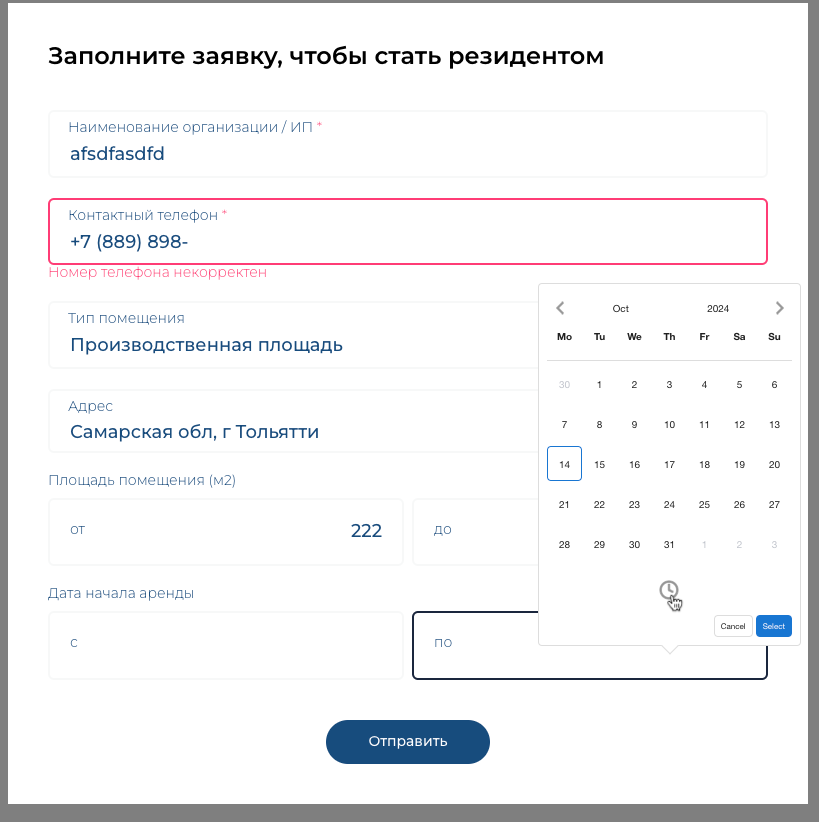 Заполните заявку, чтобы стать резидентом
Наименование организации / ИП *
afsdfasdfd
Контактный телефон *
+7 (889) 898-
Номер телефона некорректен
Тип помещения
Производственная площадь
Адрес
Самарская обл, г Тольятти
Площадь помещения (м2)
от 222 до
Дата начала аренды
с по
Oct 2024
Mo Tu We Th Fr Sa Su
30 1 2 3 4 5 6
7 8 9 10 11 12 13
14 15 16 17 18 19 20
21 22 23 24 25 26 27
28 29 30 31 1 2 3
Cancel Select
Отправить